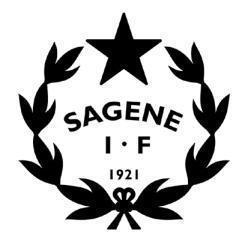 SAGENE
I · F
1921